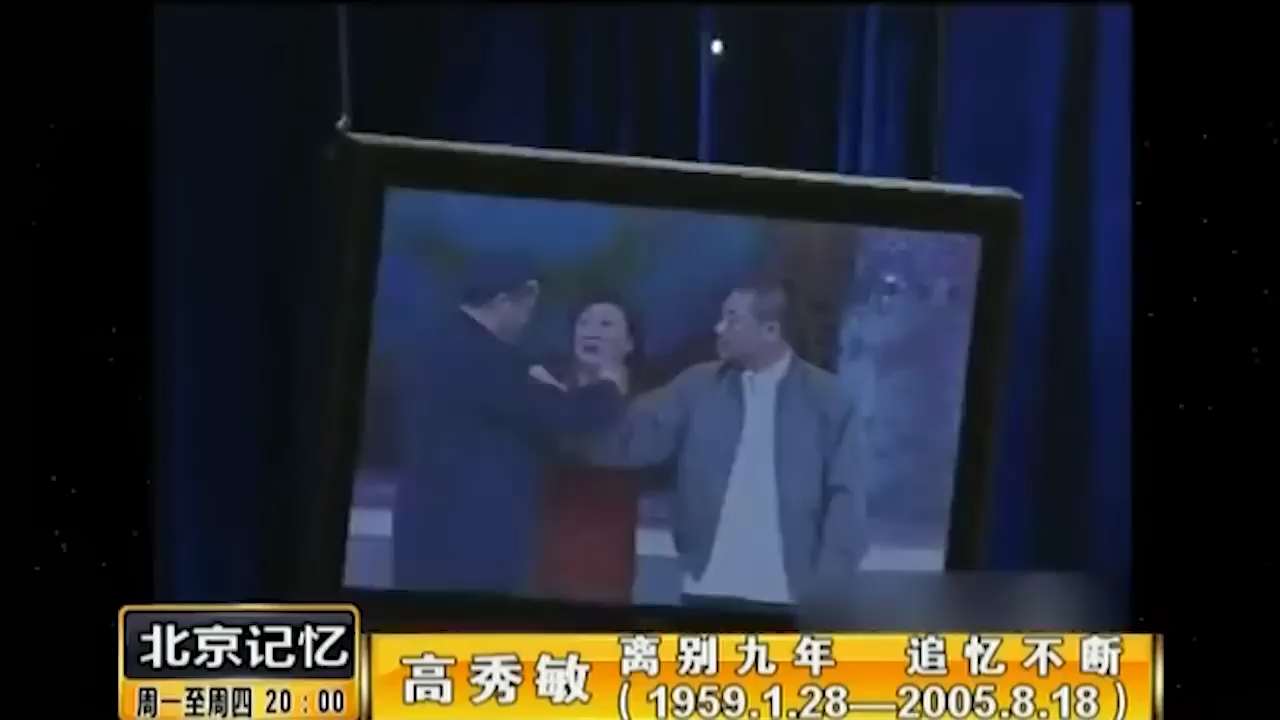 北京记忆
周一至周四 20:00
高秀敏
离别九年 追忆不断
(1959.1.28—2005.8.18)